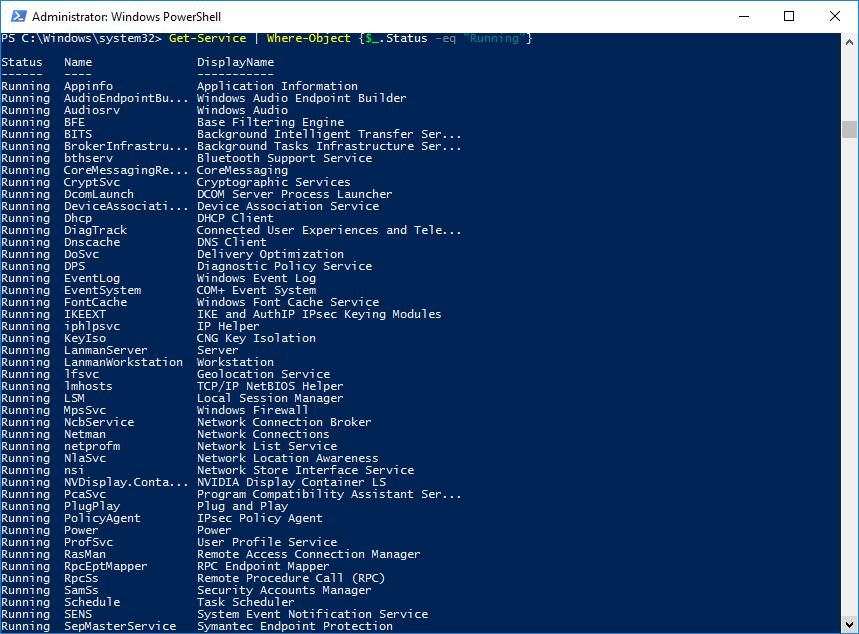 Administrator: Windows PowerShell
PS C:\Windows\system32> Get-Service | Where-Object {$_.Status -eq "Running"}
Status Name DisplayName
------ ---- -----------
Running Appinfo Application Information
Running AudioEndpointBu... Windows Audio Endpoint Builder
Running Audiosrv Windows Audio
Running BFE Base Filtering Engine
Running BITS Background Intelligent Transfer Ser...
Running BrokerInfrastru... Background Tasks Infrastructure Ser...
Running bthserv Bluetooth Support Service
Running CoreMessagingRe... CoreMessaging
Running CryptSvc Cryptographic Services
Running DcomLaunch DCOM Server Process Launcher
Running DeviceAssociati... Device Association Service
Running Dhcp DHCP Client
Running DiagTrack Connected User Experiences and Tele...
Running Dnscache DNS Client
Running DoSvc Delivery Optimization
Running DPS Diagnostic Policy Service
Running EventLog Windows Event Log
Running EventSystem COM+ Event System
Running FontCache Windows Font Cache Service
Running IKEEXT IKE and AuthIP IPsec Keying Modules
Running iphlpsvc IP Helper
Running KeyIso CNG Key Isolation
Running LanmanServer Server
Running LanmanWorkstation Workstation
Running lfsvc Geolocation Service
Running lmhosts TCP/IP NetBIOS Helper
Running LSM Local Session Manager
Running MpsSvc Windows Firewall
Running NcbService Network Connection Broker
Running Netman Network Connections
Running netprofm Network List Service
Running NlaSvc Network Location Awareness
Running nsi Network Store Interface Service
Running NVDisplay.Conta... NVIDIA Display Container LS
Running PcaSvc Program Compatibility Assistant Ser...
Running PlugPlay Plug and Play
Running PolicyAgent IPsec Policy Agent
Running Power Power
Running ProfSvc User Profile Service
Running RasMan Remote Access Connection Manager
Running RpcEptMapper RPC Endpoint Mapper
Running RpcSs Remote Procedure Call (RPC)
Running SamSs Security Accounts Manager
Running Schedule Task Scheduler
Running SENS System Event Notification Service
Running SepMasterService Symantec Endpoint Protection